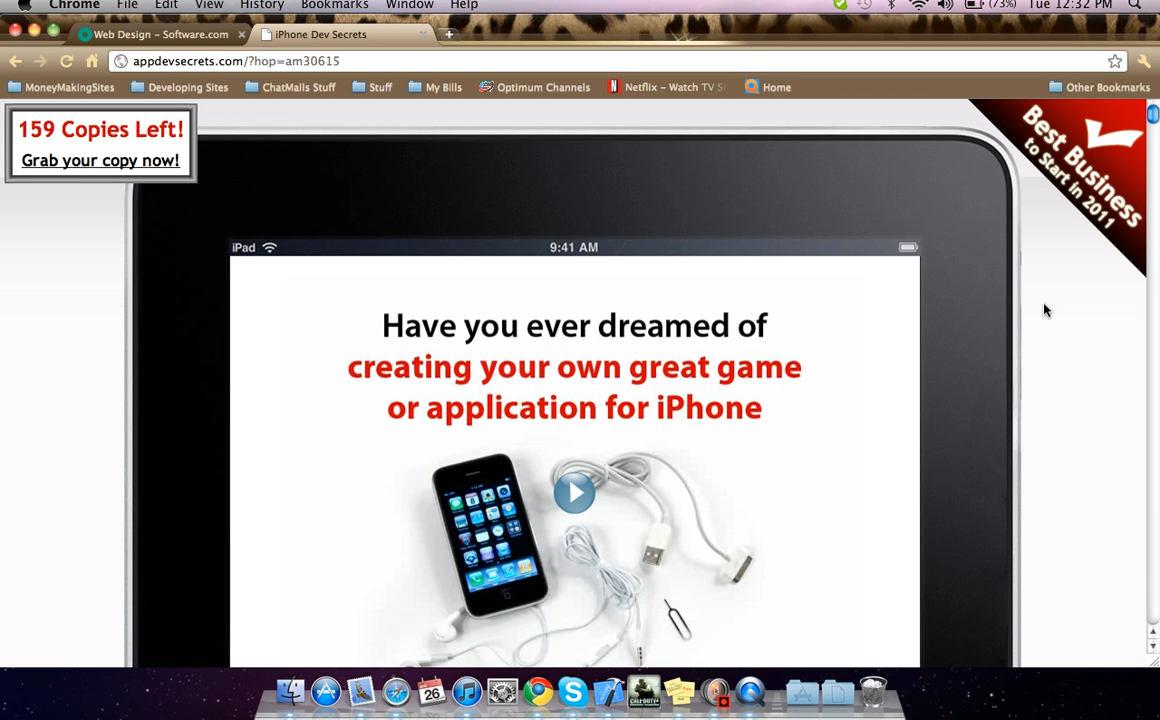 Chrome File Edit View History Bookmarks Window Help (73%) Tue 12:32 PM
Web Design – Software.com iPhone Dev Secrets
appdevsecrets.com/?hop=am30615
MoneyMakingSites Developing Sites ChatMalls Stuff Stuff My Bills Optimum Channels Netflix – Watch TV S Home Other Bookmarks
159 Copies Left!
Grab your copy now!
Best Business
to Start in 2011
iPad 9:41 AM
Have you ever dreamed of
creating your own great game
or application for iPhone
26
CALL OF DUTY